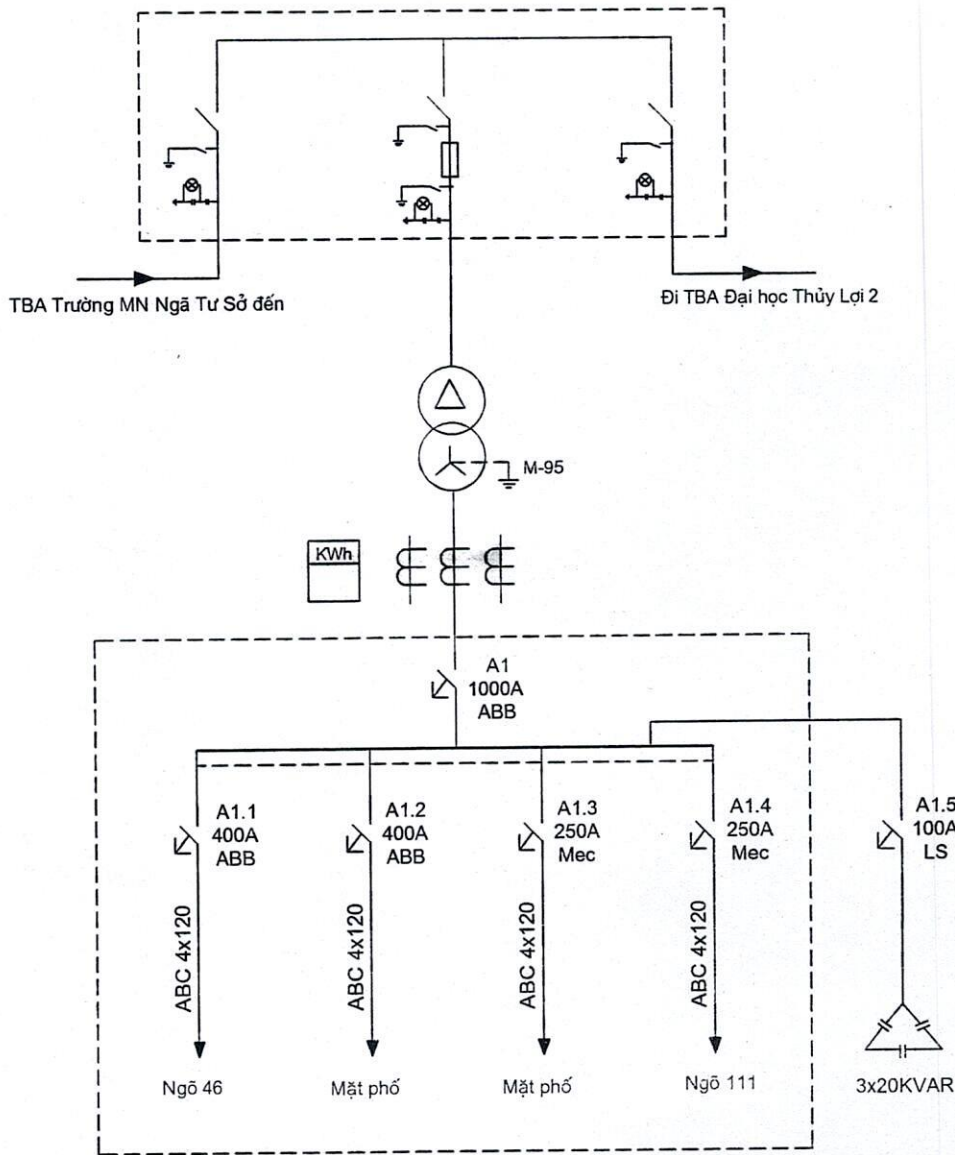 TBA Trường MN Ngã Tư Sở đến
Đi TBA Đại học Thủy Lợi 2
M-95
KWh
A1
1000A
ABB
A1.1
400A
ABB
A1.2
400A
ABB
A1.3
250A
Mec
A1.4
250A
Mec
A1.5
100A
LS
ABC 4x120
ABC 4x120
ABC 4x120
ABC 4x120
Ngõ 46
Mặt phố
Mặt phố
Ngõ 111
3x20KVAR